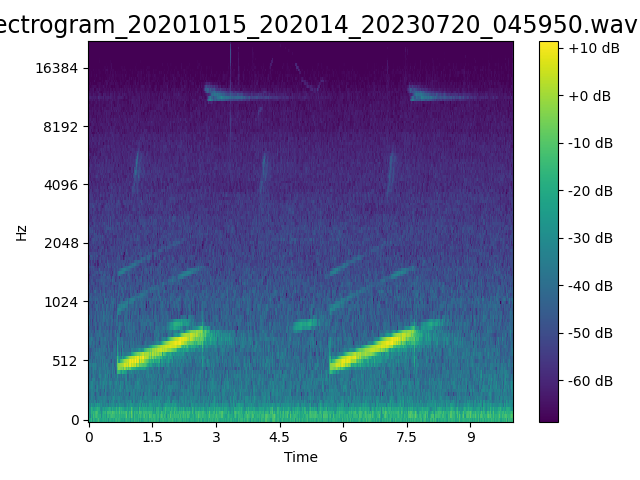 ectrogram_20201015_202014_20230720_045950.wav
16384
8192
4096
2048
1024
512
0
Hz
0 1.5 3 4.5 6 7.5 9
Time
+10 dB
+0 dB
-10 dB
-20 dB
-30 dB
-40 dB
-50 dB
-60 dB